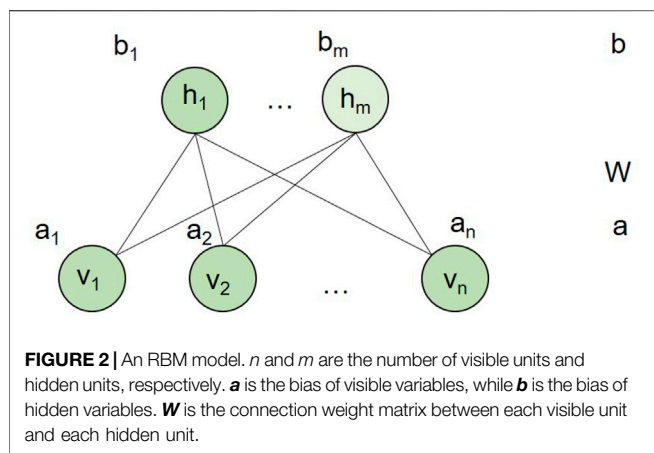 b₁ bₘ b
h₁ ... hₘ
W
a₁ a₂ aₙ a
v₁ v₂ ... vₙ
FIGURE 2 | An RBM model. n and m are the number of visible units and
hidden units, respectively. a is the bias of visible variables, while b is the bias of
hidden variables. W is the connection weight matrix between each visible unit
and each hidden unit.